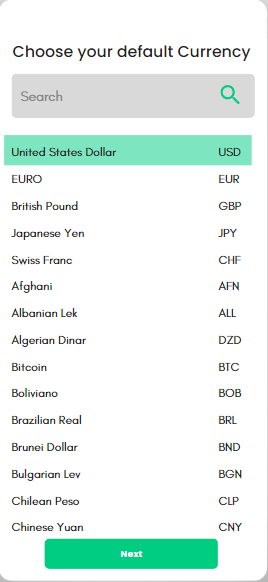 Choose your default Currency
Search
United States Dollar USD
EURO EUR
British Pound GBP
Japanese Yen JPY
Swiss Franc CHF
Afghani AFN
Albanian Lek ALL
Algerian Dinar DZD
Bitcoin BTC
Boliviano BOB
Brazilian Real BRL
Brunei Dollar BND
Bulgarian Lev BGN
Chilean Peso CLP
Chinese Yuan CNY
Next